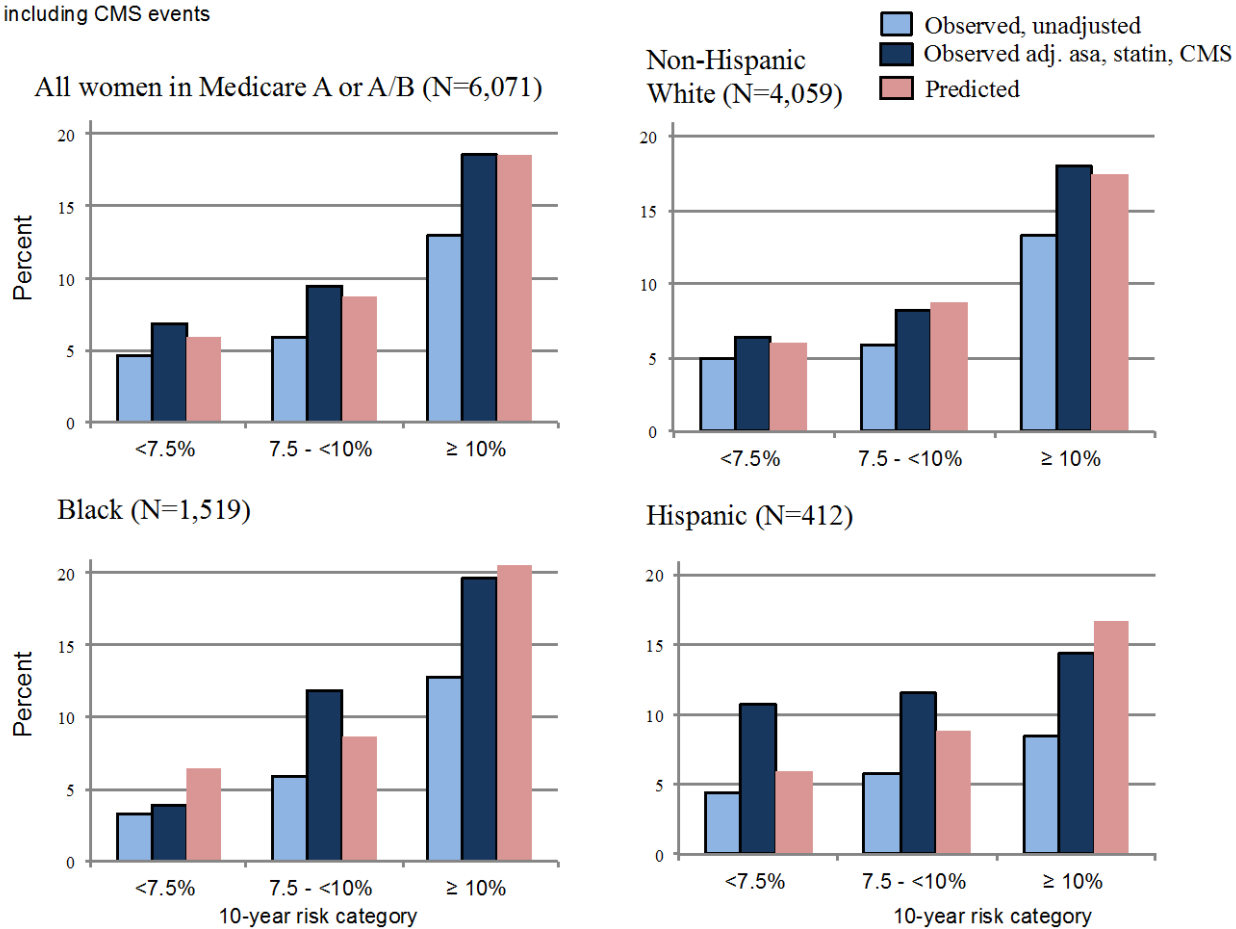 including CMS events
Observed, unadjusted
Observed adj. asa, statin, CMS
Predicted
All women in Medicare A or A/B (N=6,071)
Percent
20
15
10
5
0
<7.5%
7.5 - <10%
≥ 10%
Non-Hispanic
White (N=4,059)
20
15
10
5
0
<7.5%
7.5 - <10%
≥ 10%
Black (N=1,519)
Percent
20
15
10
5
0
<7.5%
7.5 - <10%
≥ 10%
10-year risk category
Hispanic (N=412)
20
15
10
5
0
<7.5%
7.5 - <10%
≥ 10%
10-year risk category